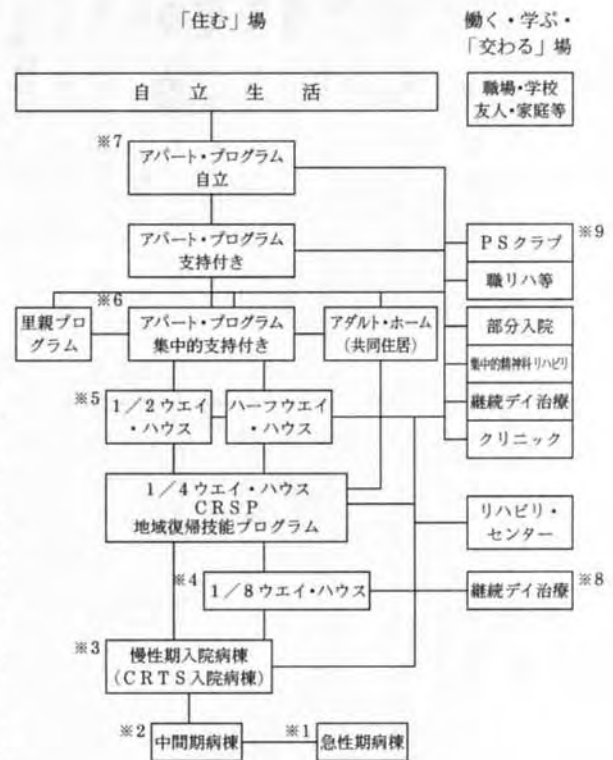 「住む」場
働く・学ぶ・
「交わる」場
自立生活
職場・学校
友人・家庭等
※7
アパート・プログラム
自立
アパート・プログラム
支持付き
PSクラブ
※9
職リハ等
※6
里親プロ
グラム
アパート・プログラム
集中的支持付き
アダルト・ホーム
(共同住居)
部分入院
集中的精神科リハビリ
継続デイ治療
クリニック
※5
1/2ウエイ
・ハウス
ハーフウエイ
・ハウス
1/4ウエイ・ハウス
CRSP
地域復帰技能プログラム
リハビリ・
センター
※4
1/8ウエイ・ハウス
継続デイ治療
※8
※3
慢性期入院病棟
(CRTS入院病棟)
※2
中間期病棟
※1
急性期病棟